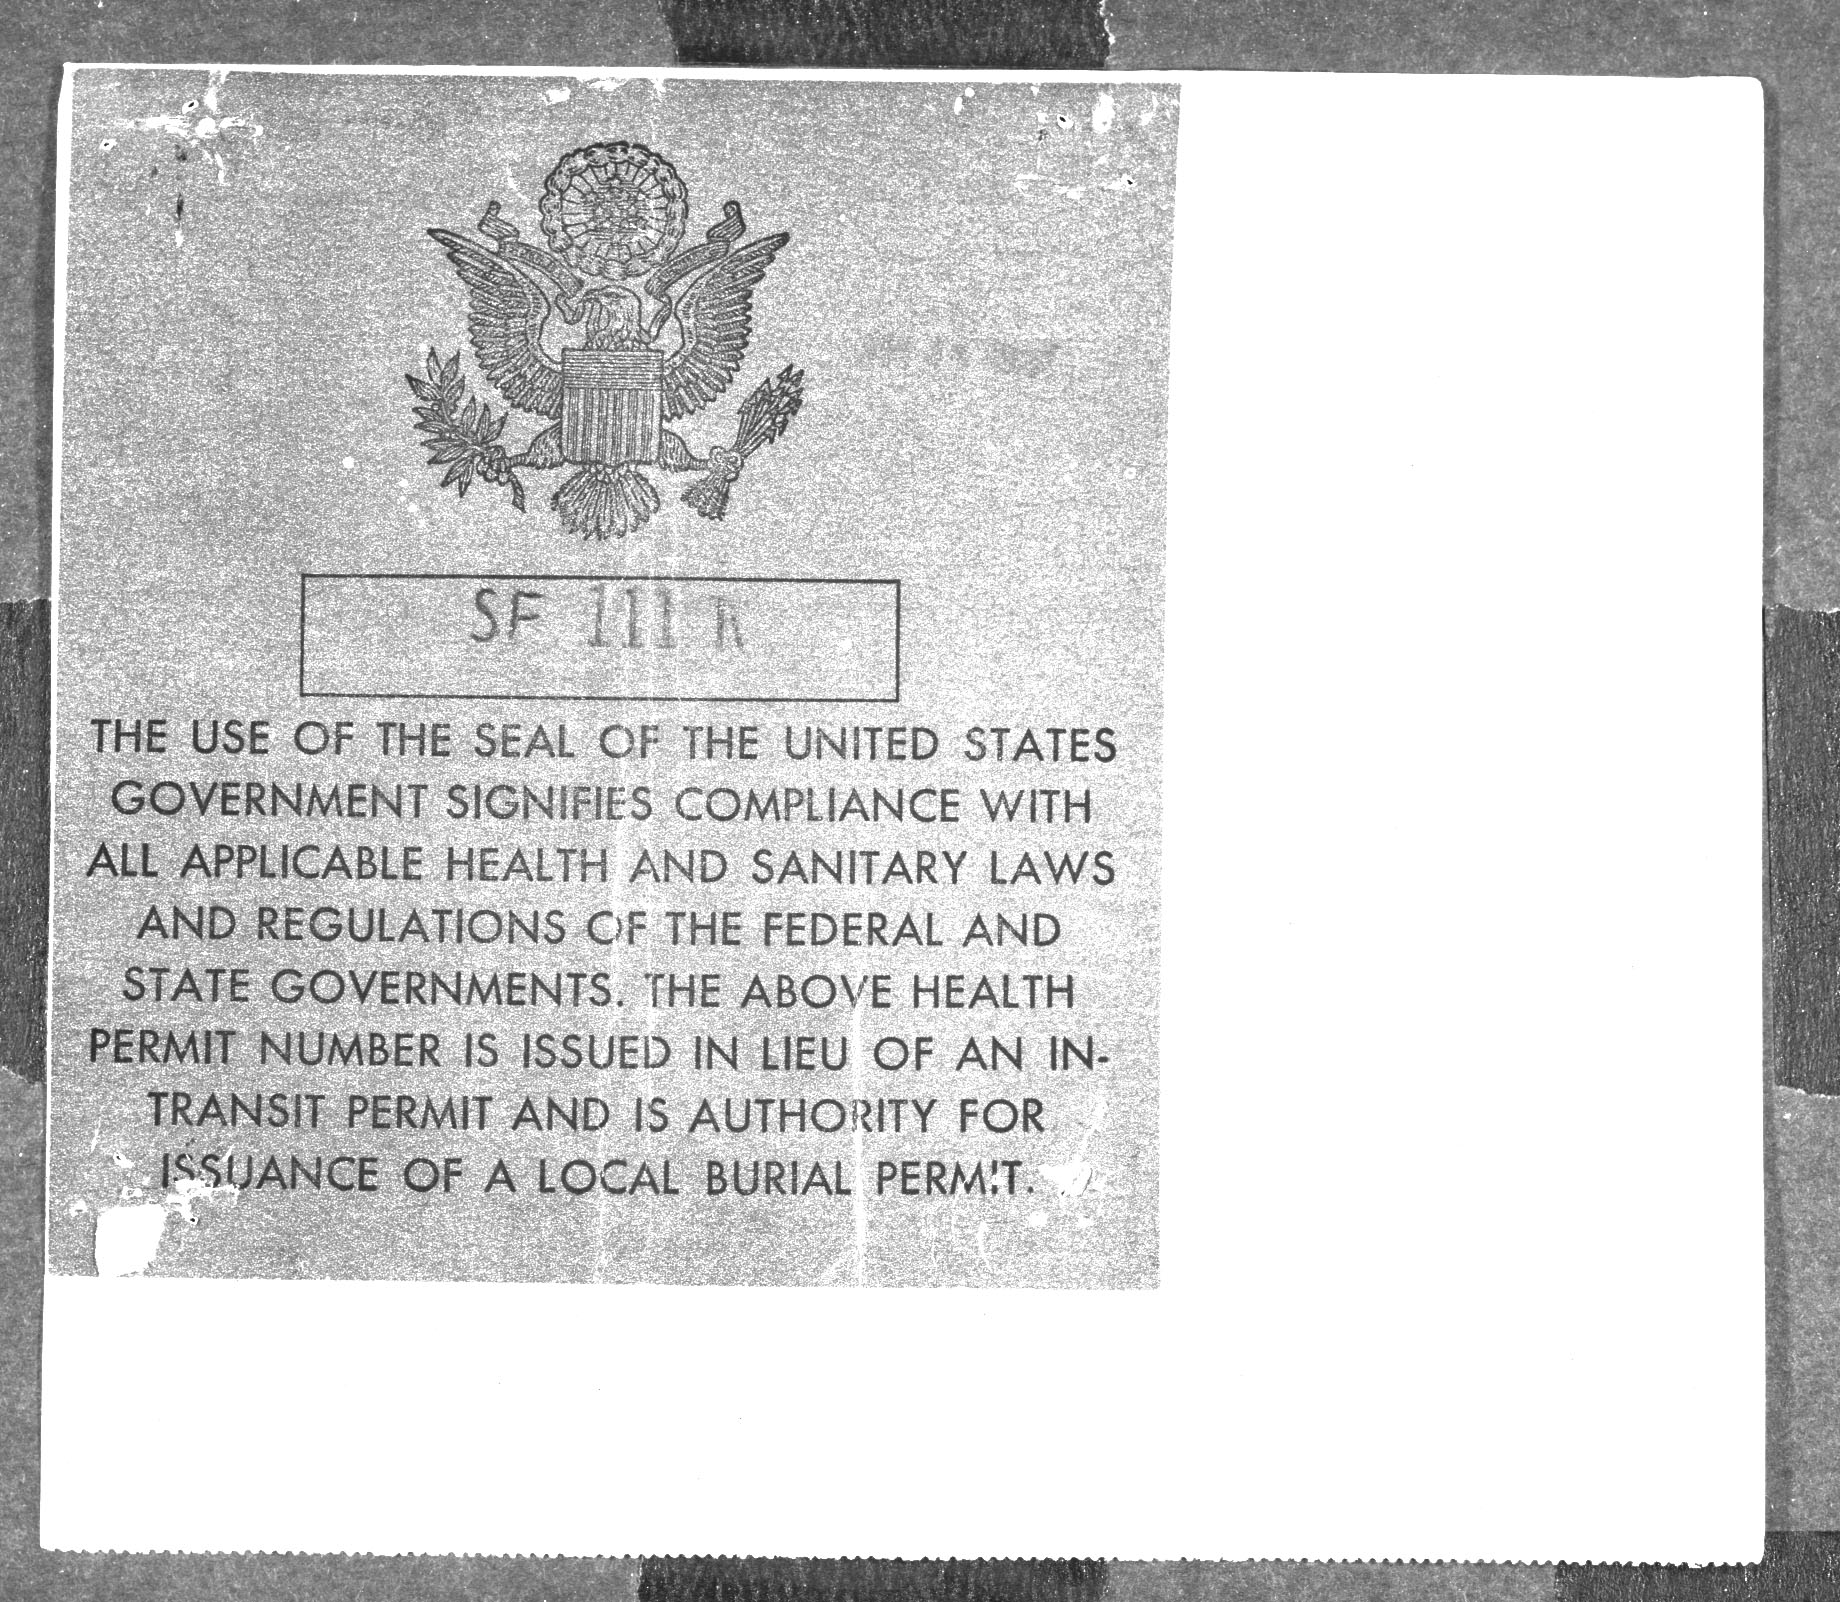 SF 111 R
THE USE OF THE SEAL OF THE UNITED STATES
GOVERNMENT SIGNIFIES COMPLIANCE WITH
ALL APPLICABLE HEALTH AND SANITARY LAWS
AND REGULATIONS OF THE FEDERAL AND
STATE GOVERNMENTS. THE ABOVE HEALTH
PERMIT NUMBER IS ISSUED IN LIEU OF AN IN-
TRANSIT PERMIT AND IS AUTHORITY FOR
ISSUANCE OF A LOCAL BURIAL PERMIT.